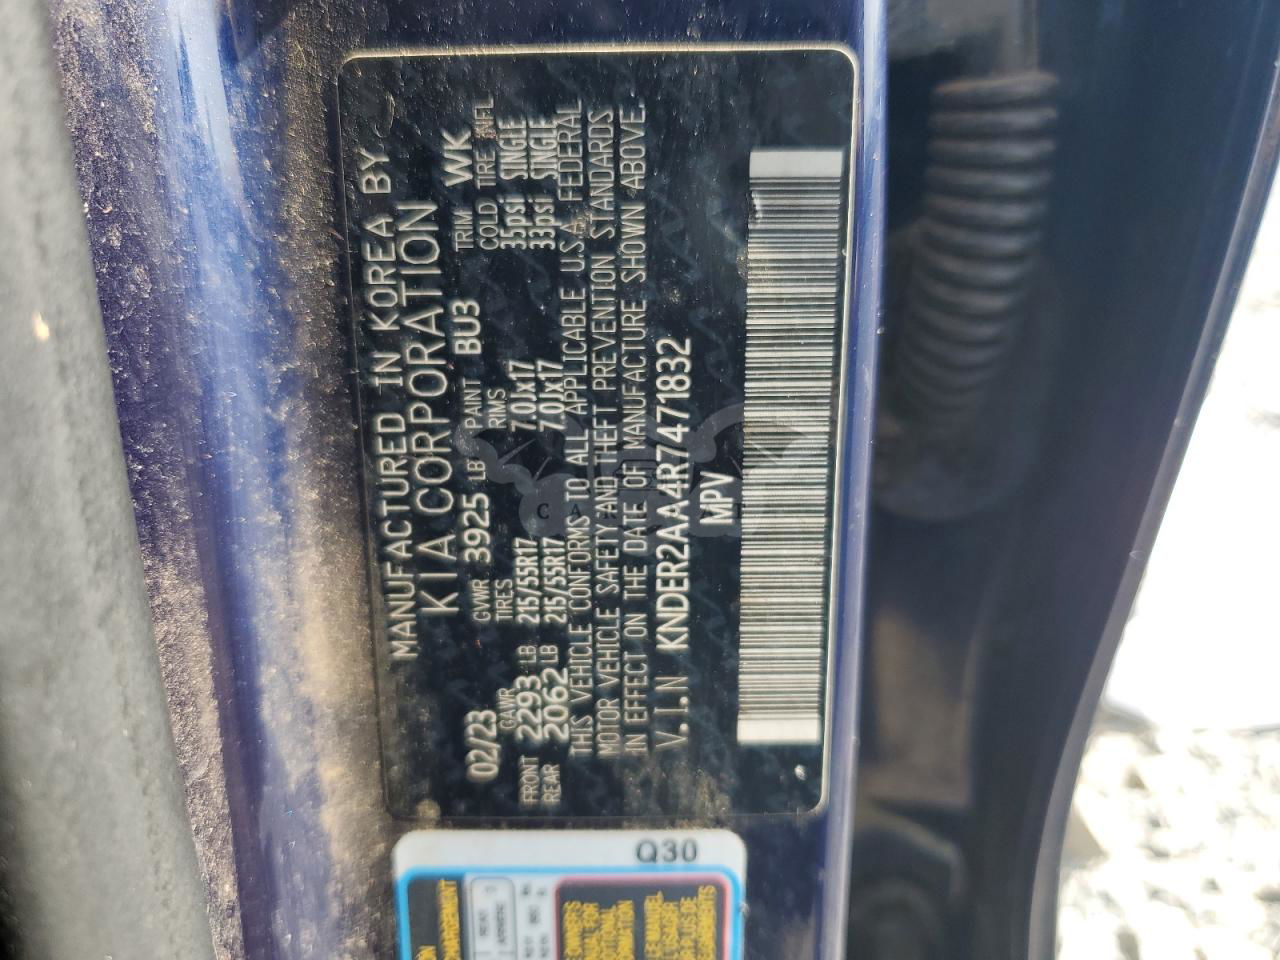 MANUFACTURED IN KOREA BY
KIA CORPORATION
02/23 GVWR 3925 LB PAINT BU3 TRIM WK
GAWR TIRES RIMS COLD TIRE INFL
FRONT 2293 LB 215/55R17 7.0Jx17 35psi SINGLE
REAR 2062 LB 215/55R17 7.0Jx17 33psi SINGLE
THIS VEHICLE CONFORMS TO ALL APPLICABLE U.S.A. FEDERAL
MOTOR VEHICLE SAFETY AND THEFT PREVENTION STANDARDS
IN EFFECT ON THE DATE OF MANUFACTURE SHOWN ABOVE.
V.I.N KNDER2AA4R7471832
MPV
Q30